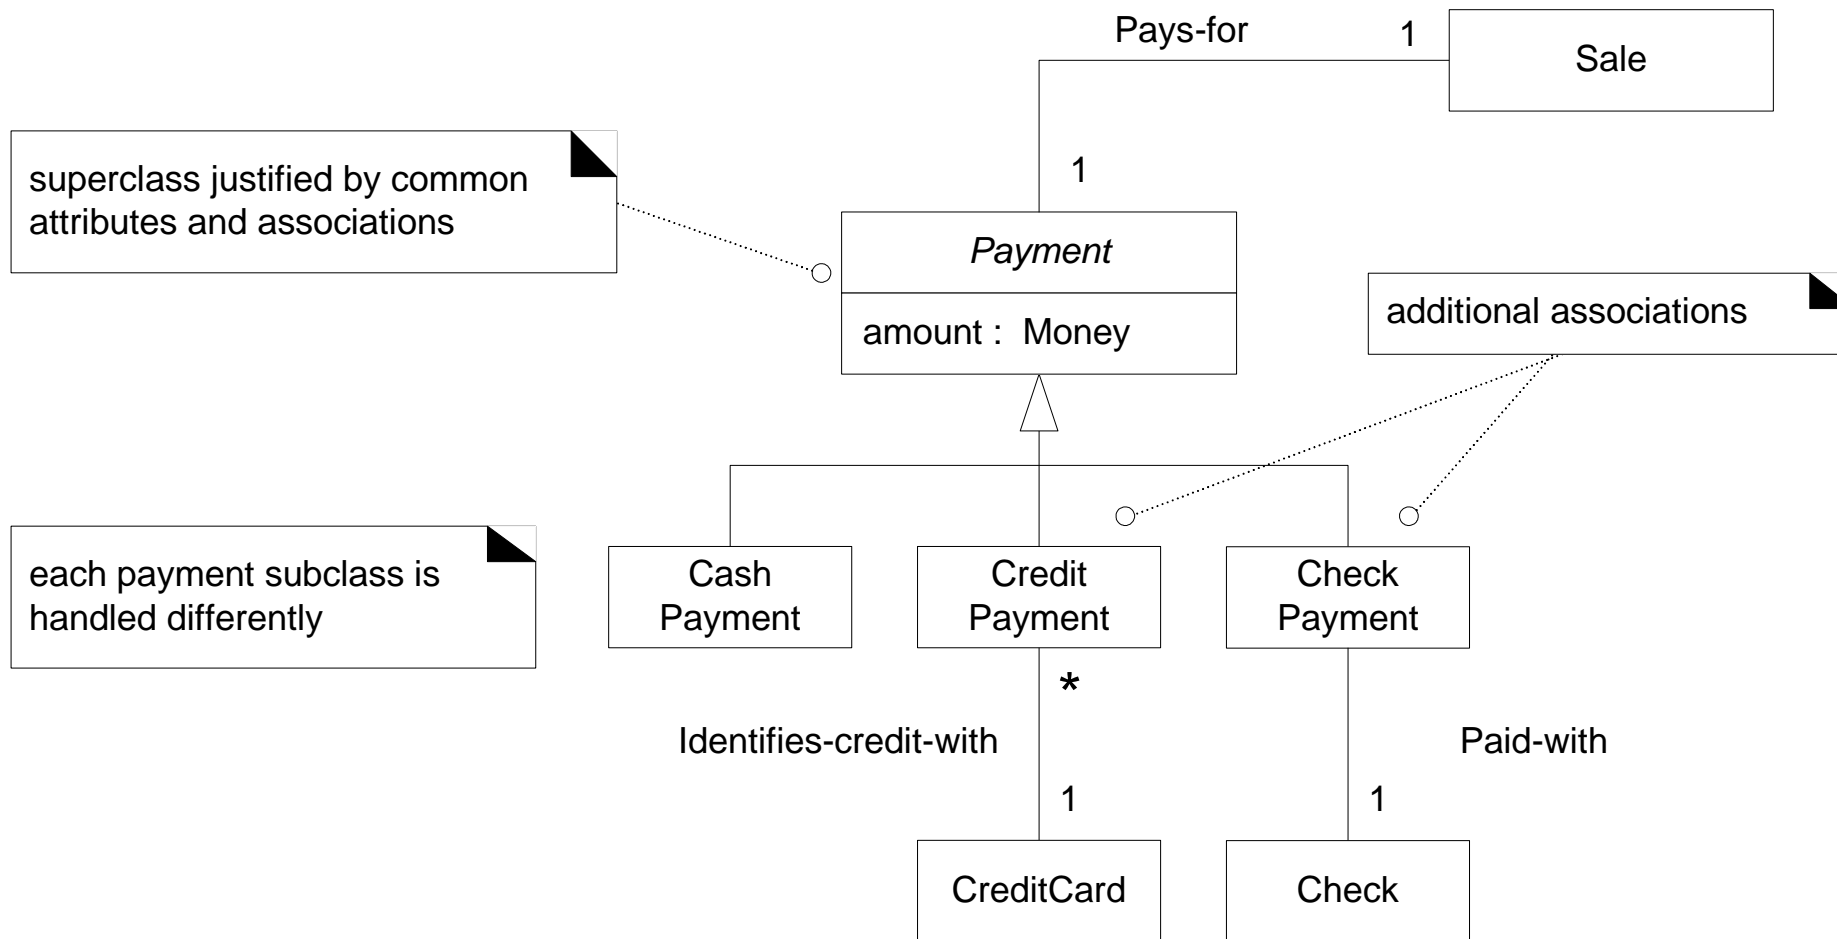 Pays-for
1
Sale
superclass justified by common
attributes and associations
1
Payment
amount :  Money
additional associations
each payment subclass is
handled differently
Cash
Payment
Credit
Payment
Check
Payment
*
Identifies-credit-with
Paid-with
1
1
CreditCard
Check